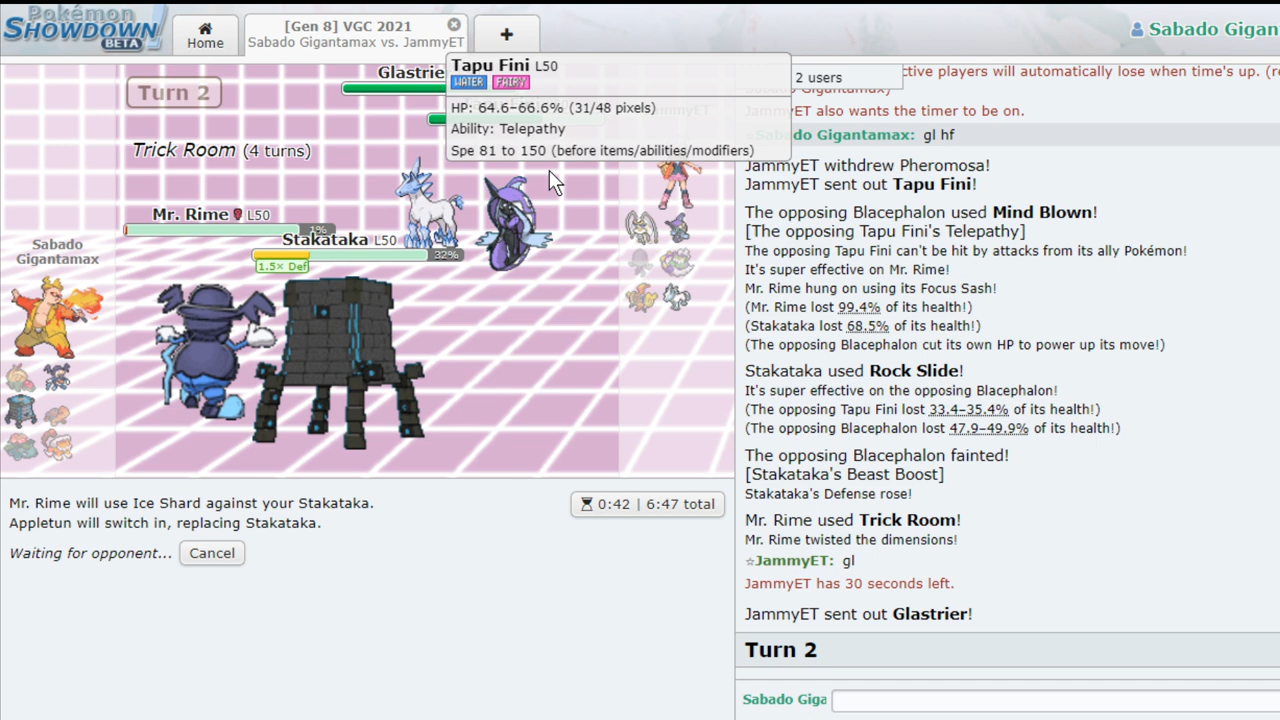 Pokémon
SHOWDOWN!
BETA
Home
[Gen 8] VGC 2021
Sabado Gigantamax vs. JammyET
+
Sabado Gigan
Tapu Fini L50
WATER FAIRY
HP: 64.6–66.6% (31/48 pixels)
Ability: Telepathy
Spe 81 to 150 (before items/abilities/modifiers)
2 users
Turn 2
Glastrie
Trick Room (4 turns)
Mr. Rime L50
1%
Stakataka L50
32%
1.5× Def
Sabado
Gigantamax
ctive players will automatically lose when time's up. (re
JammyET also wants the timer to be on.
Sabado Gigantamax: gl hf
JammyET withdrew Pheromosa!
JammyET sent out Tapu Fini!
The opposing Blacephalon used Mind Blown!
[The opposing Tapu Fini's Telepathy]
The opposing Tapu Fini can't be hit by attacks from its ally Pokémon!
It's super effective on Mr. Rime!
Mr. Rime hung on using its Focus Sash!
(Mr. Rime lost 99.4% of its health!)
(Stakataka lost 68.5% of its health!)
(The opposing Blacephalon cut its own HP to power up its move!)
Stakataka used Rock Slide!
It's super effective on the opposing Blacephalon!
(The opposing Tapu Fini lost 33.4–35.4% of its health!)
(The opposing Blacephalon lost 47.9–49.9% of its health!)
The opposing Blacephalon fainted!
[Stakataka's Beast Boost]
Stakataka's Defense rose!
Mr. Rime used Trick Room!
Mr. Rime twisted the dimensions!
☆JammyET: gl
JammyET has 30 seconds left.
JammyET sent out Glastrier!
Turn 2
Sabado Giga
Mr. Rime will use Ice Shard against your Stakataka.
Appletun will switch in, replacing Stakataka.
Waiting for opponent... Cancel
0:42 | 6:47 total